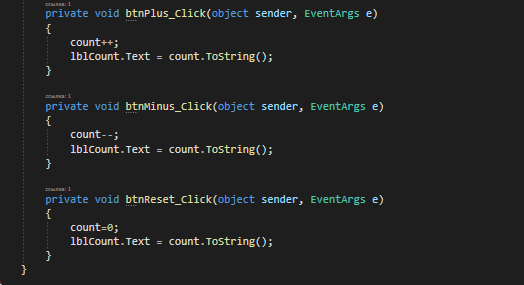 ссылка: 1
private void btnPlus_Click(object sender, EventArgs e)
{
count++;
lblCount.Text = count.ToString();
}
ссылка: 1
private void btnMinus_Click(object sender, EventArgs e)
{
count--;
lblCount.Text = count.ToString();
}
ссылка: 1
private void btnReset_Click(object sender, EventArgs e)
{
count=0;
lblCount.Text = count.ToString();
}
}